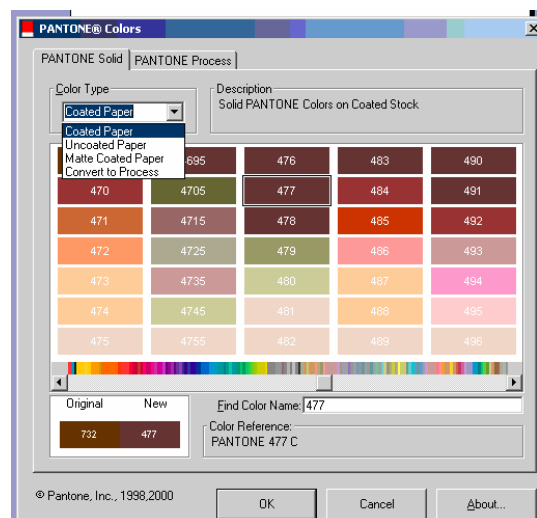 PANTONE® Colors
PANTONE Solid PANTONE Process
Color Type
Description
Coated Paper
Solid PANTONE Colors on Coated Stock
Coated Paper
Uncoated Paper
Matte Coated Paper
Convert to Process
476 483 490
470 4705 477 484 491
471 4715 478 485 492
472 4725 479 486 493
473 4735 480 487 494
474 4745 481 488 495
475 4755 482 489 496
Original New
Find Color Name: 477
732 477
Color Reference:
PANTONE 477 C
© Pantone, Inc., 1998,2000
OK Cancel About...